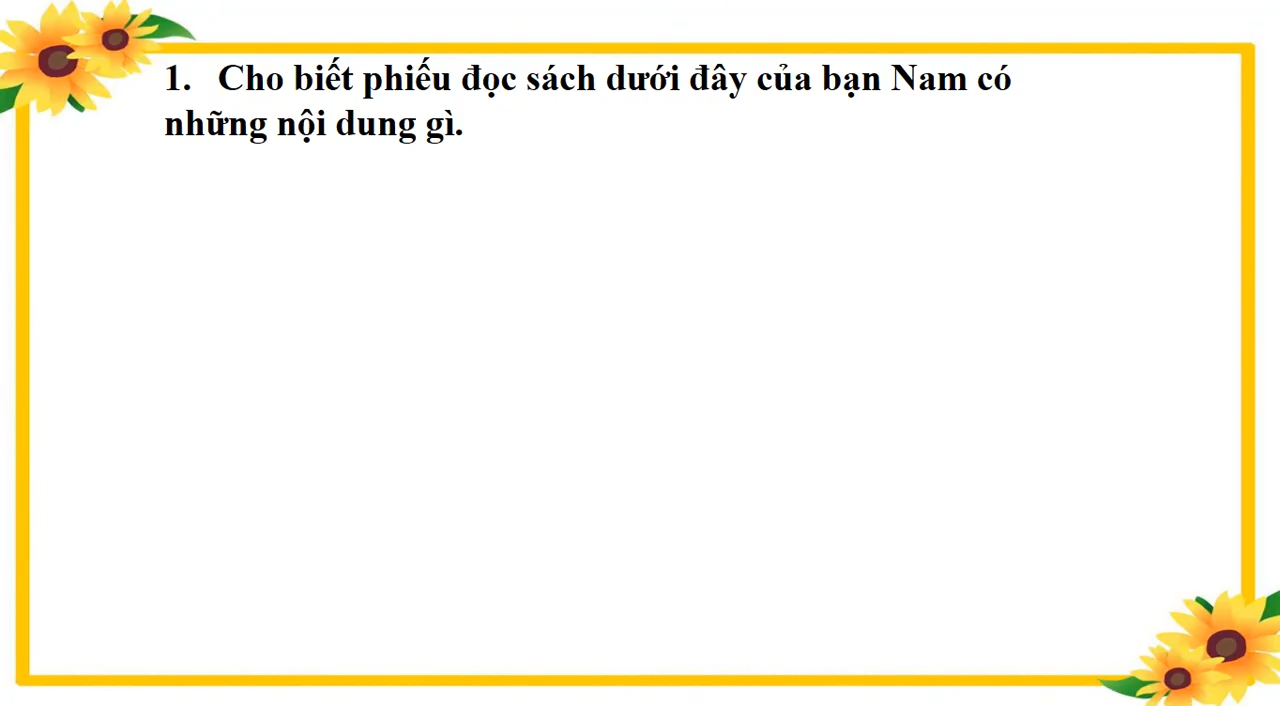 1. Cho biết phiếu đọc sách dưới đây của bạn Nam có
những nội dung gì.